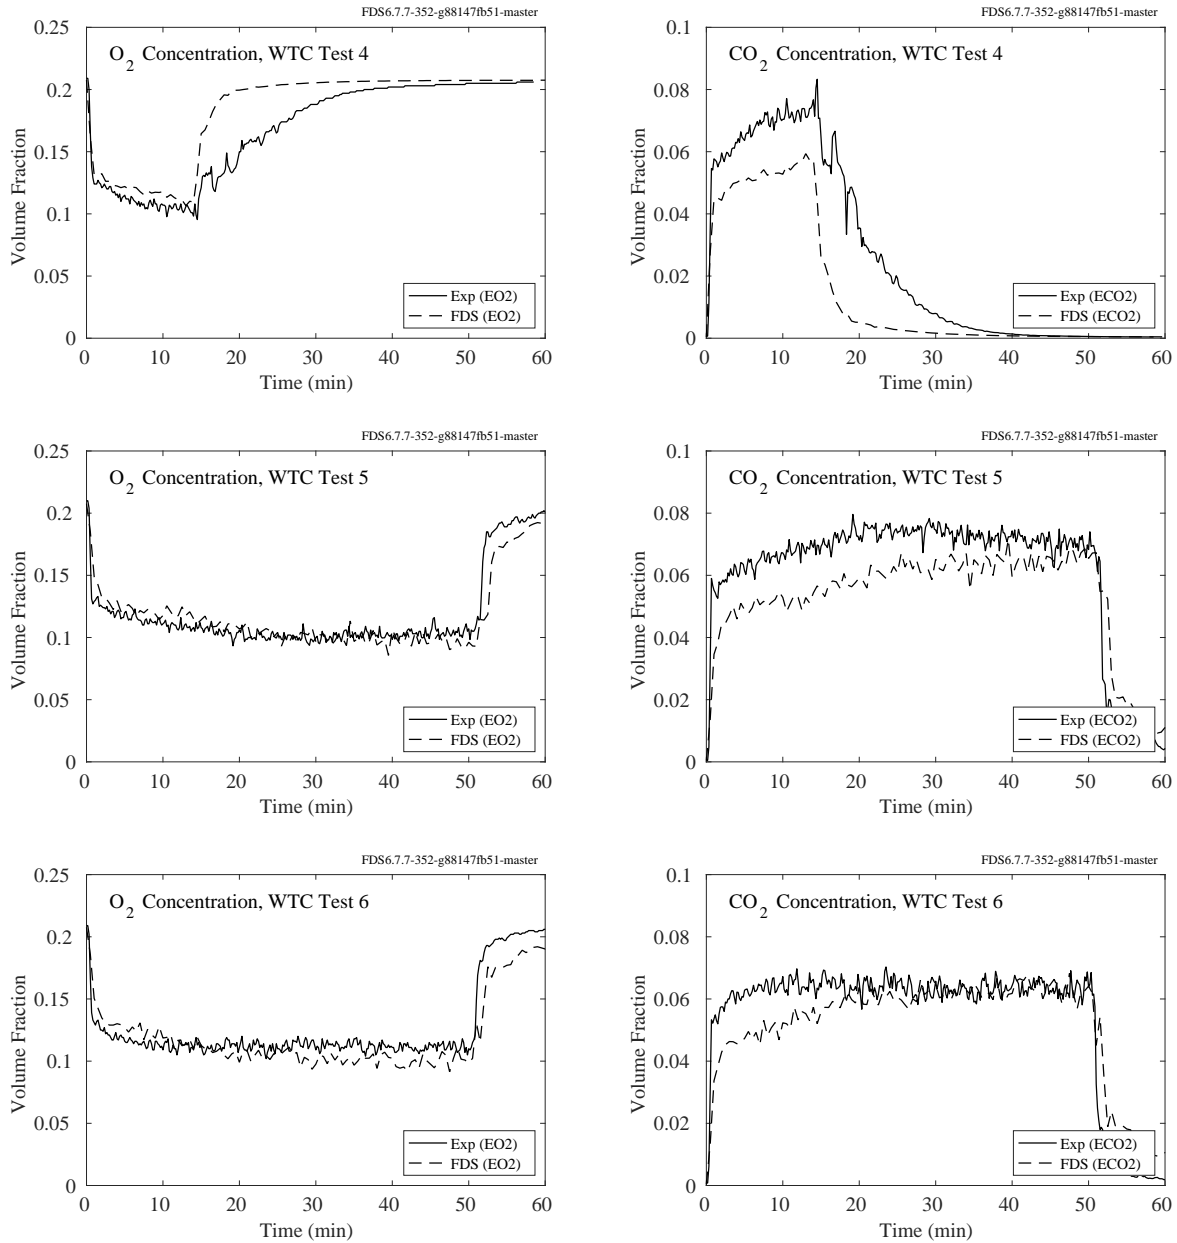 FDS6.7.7-352-g88147fb51-master
O2 Concentration, WTC Test 4
0.25
0.2
0.15
0.1
0.05
0
Volume Fraction
Exp (EO2)
FDS (EO2)
0 10 20 30 40 50 60
Time (min)
FDS6.7.7-352-g88147fb51-master
CO2 Concentration, WTC Test 4
0.1
0.08
0.06
0.04
0.02
0
Volume Fraction
Exp (ECO2)
FDS (ECO2)
0 10 20 30 40 50 60
Time (min)
FDS6.7.7-352-g88147fb51-master
O2 Concentration, WTC Test 5
0.25
0.2
0.15
0.1
0.05
0
Volume Fraction
Exp (EO2)
FDS (EO2)
0 10 20 30 40 50 60
Time (min)
FDS6.7.7-352-g88147fb51-master
CO2 Concentration, WTC Test 5
0.1
0.08
0.06
0.04
0.02
0
Volume Fraction
Exp (ECO2)
FDS (ECO2)
0 10 20 30 40 50 60
Time (min)
FDS6.7.7-352-g88147fb51-master
O2 Concentration, WTC Test 6
0.25
0.2
0.15
0.1
0.05
0
Volume Fraction
Exp (EO2)
FDS (EO2)
0 10 20 30 40 50 60
Time (min)
FDS6.7.7-352-g88147fb51-master
CO2 Concentration, WTC Test 6
0.1
0.08
0.06
0.04
0.02
0
Volume Fraction
Exp (ECO2)
FDS (ECO2)
0 10 20 30 40 50 60
Time (min)